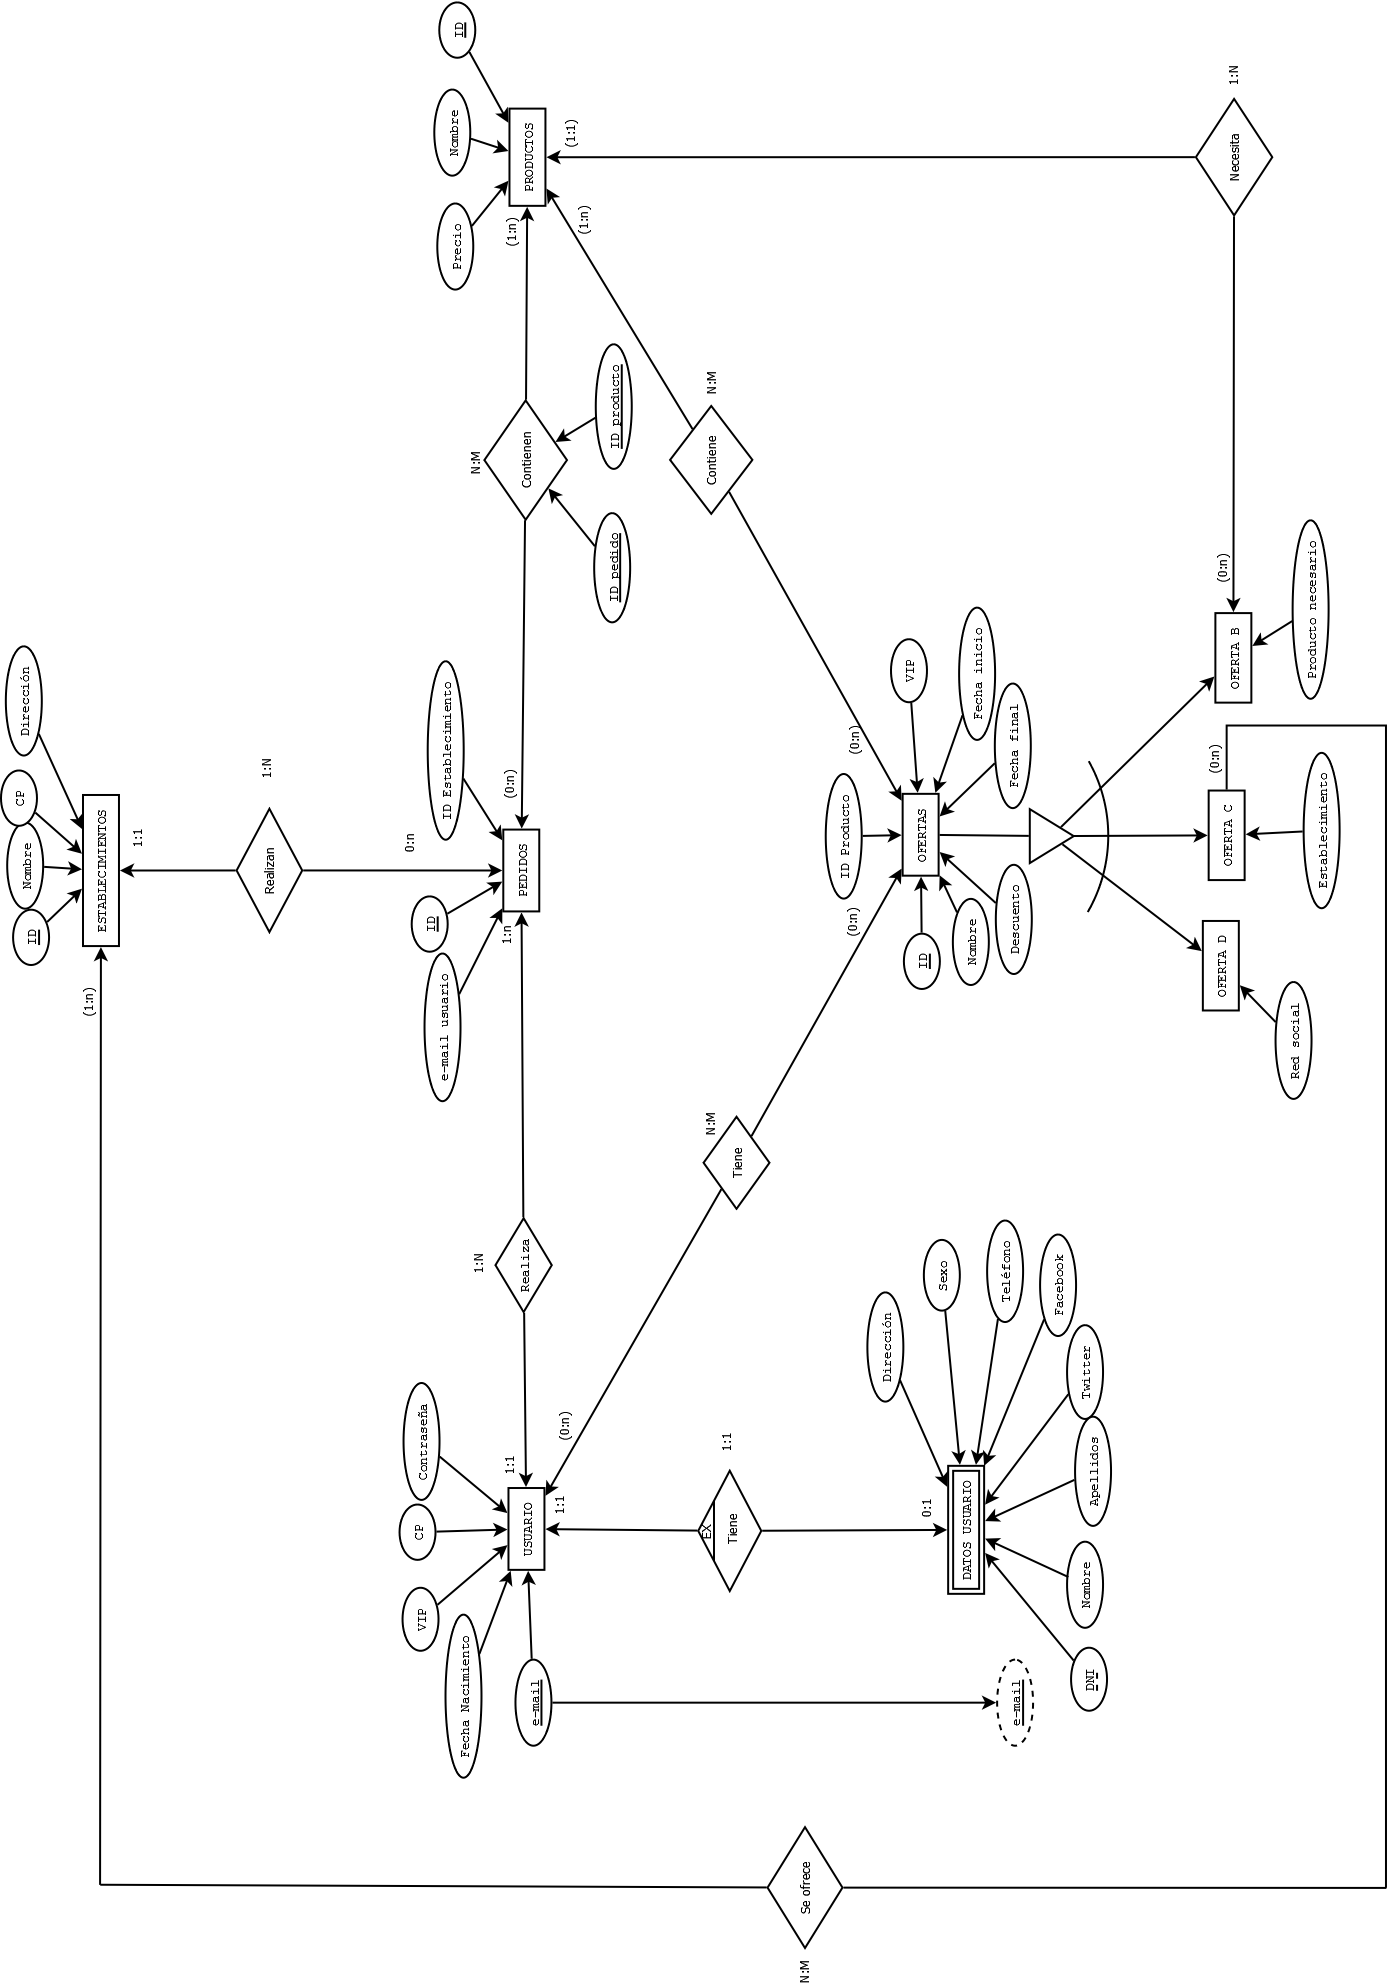 ID
Nombre
Precio
PRODUCTOS
(1:1)
(1:n)
(1:n)
1:N
Necesita
N:M
Contienen
ID producto
ID pedido
N:M
Contiene
(0:n)
OFERTA B
Producto necesario
Dirección
CP
Nombre
ID
ESTABLECIMIENTOS
1:1
(1:n)
1:N
Realizan
0:n
ID Establecimiento
(0:n)
PEDIDOS
ID
e-mail usuario
1:n
VIP
Fecha inicio
Fecha final
(0:n)
ID Producto
OFERTAS
(0:n)
ID
Nombre
Descuento
(0:n)
OFERTA C
Establecimiento
OFERTA D
Red social
N:M
Tiene
1:N
Realiza
Contraseña
CP
VIP
Fecha Nacimiento
e-mail
USUARIO
1:1
(0:n)
1:1
1:1
EX
Tiene
0:1
DATOS USUARIO
Dirección
Sexo
Teléfono
Facebook
Twitter
Apellidos
Nombre
DNI
e-mail
Se ofrece
N:M